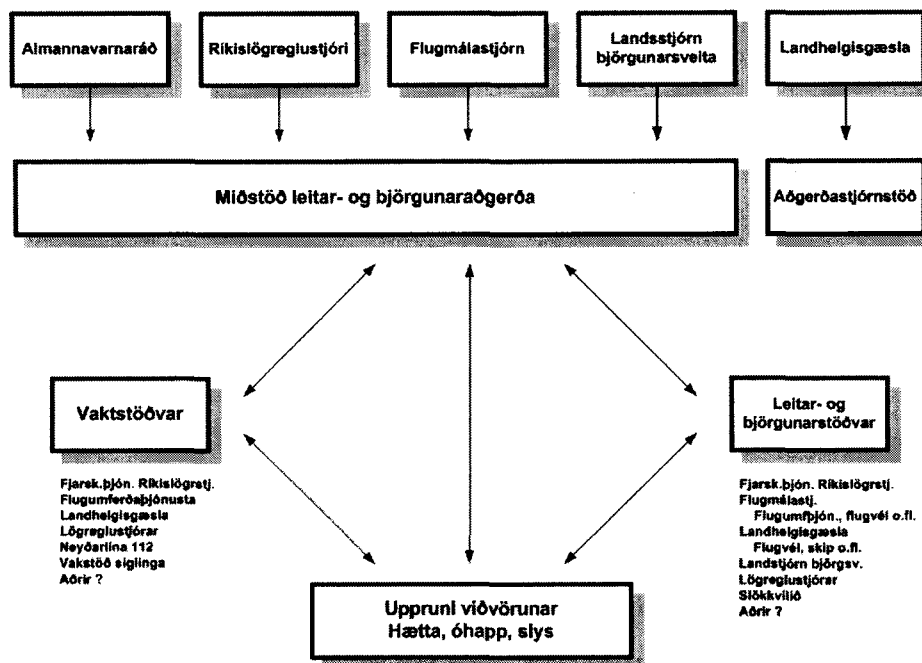 Almannavarnaráð
Ríkislögreglustjóri
Flugmálastjórn
Landsstjórn
björgunarsveita
Landhelgisgæsla
Miðstöð leitar- og björgunaraðgerða
Aðgerðastjórnstöð
Vaktstöðvar
Fjarsk.þjón. Ríkislögrstj.
Flugumferðaþjónusta
Landhelgisgæsla
Lögreglustjórar
Neyðarlína 112
Vakstöð siglinga
Aðrir ?
Leitar- og
björgunarstöðvar
Fjarsk.þjón. Ríkislögrstj.
Flugmálastj.
Flugumfþjón., flugvél o.fl.
Landhelgisgæsla
Flugvél, skip o.fl.
Landstjórn björgsv.
Lögreglustjórar
Slökkvilið
Aðrir ?
Uppruni viðvörunar
Hætta, óhapp, slys